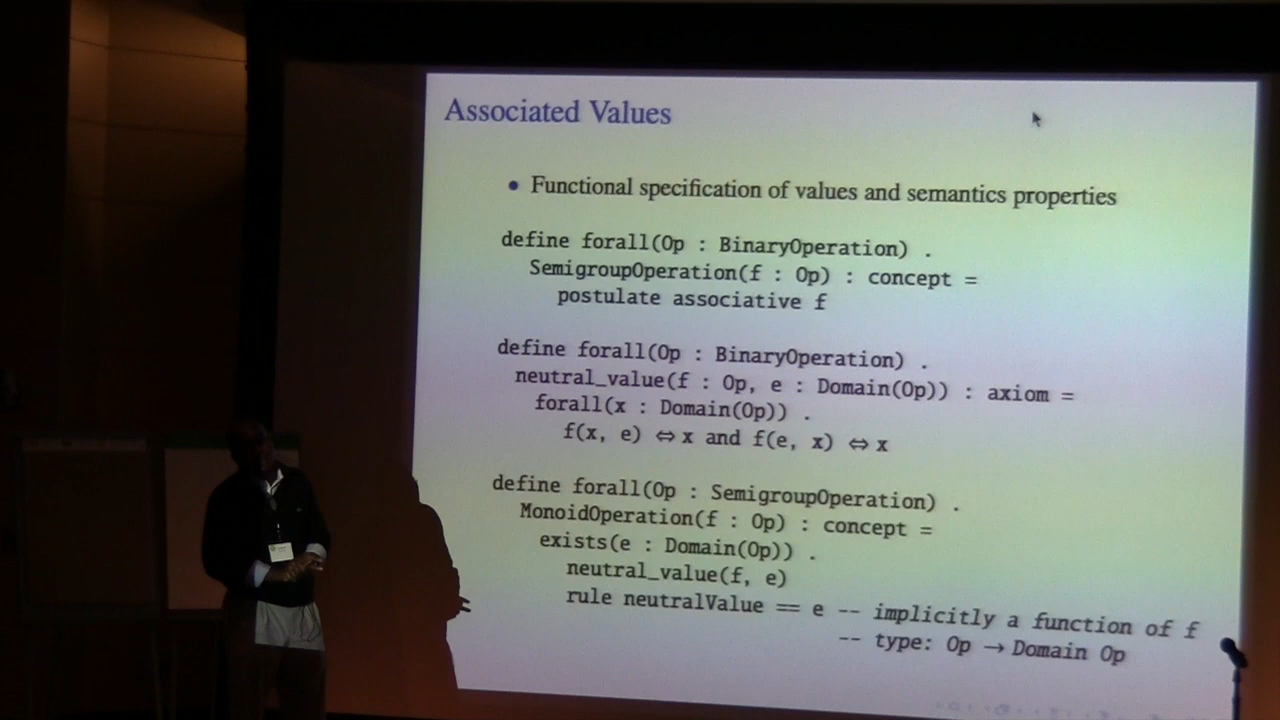 Associated Values
• Functional specification of values and semantics properties
define forall(Op : BinaryOperation) .
SemigroupOperation(f : Op) : concept =
postulate associative f
define forall(Op : BinaryOperation) .
neutral_value(f : Op, e : Domain(Op)) : axiom =
forall(x : Domain(Op)) .
f(x, e) ⇔ x and f(e, x) ⇔ x
define forall(Op : SemigroupOperation) .
MonoidOperation(f : Op) : concept =
exists(e : Domain(Op)) .
neutral_value(f, e)
rule neutralValue == e -- implicitly a function of f
-- type: Op → Domain Op